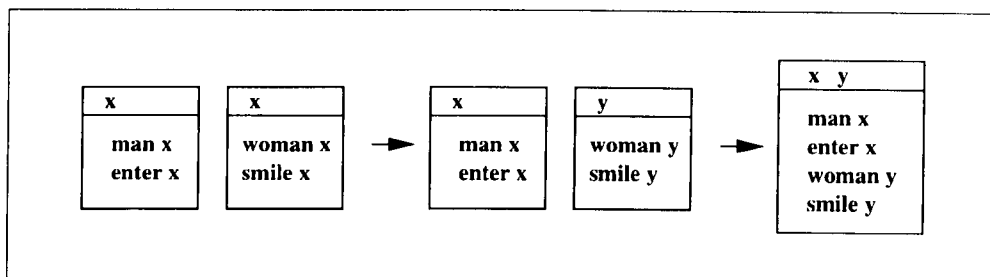 x
man x
enter x
x
woman x
smile x
x
man x
enter x
y
woman y
smile y
x y
man x
enter x
woman y
smile y